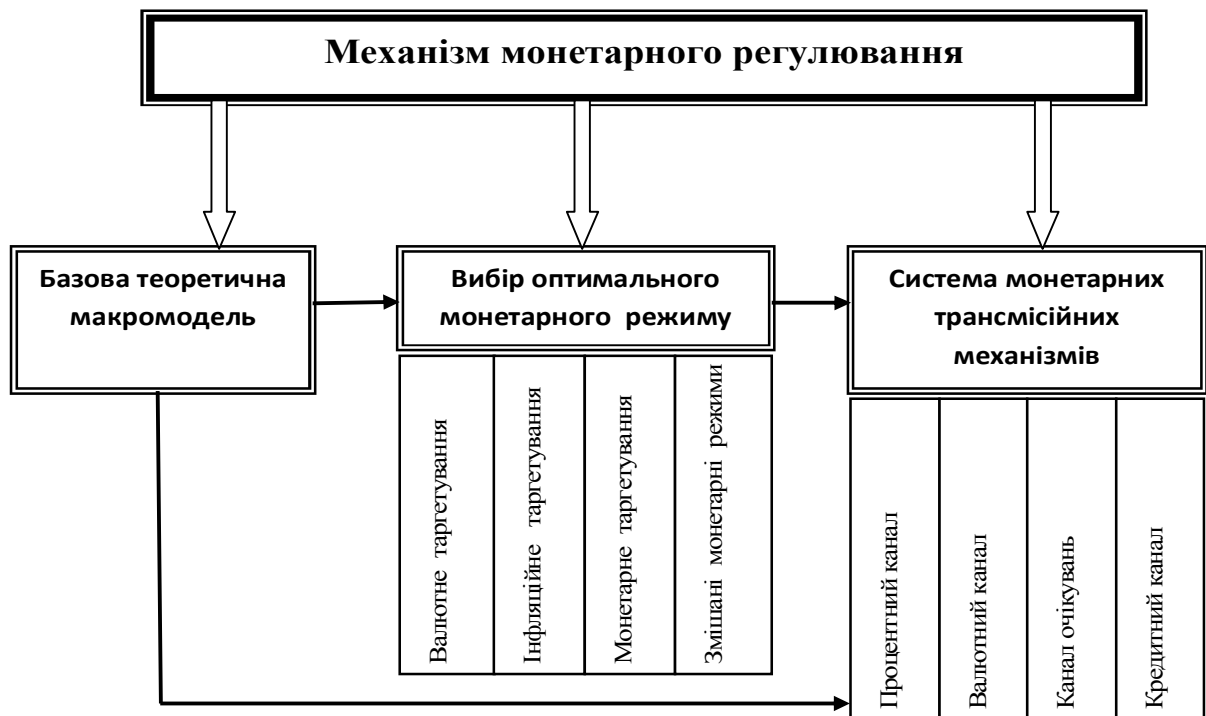 Механізм монетарного регулювання
Базова теоретична
макромодель
Вибір оптимального
монетарного режиму
Система монетарних
трансмісійних
механізмів
Валютне таргетування
Інфляційне таргетування
Монетарне таргетування
Змішані монетарні режими
Процентний канал
Валютний канал
Канал очікувань
Кредитний канал